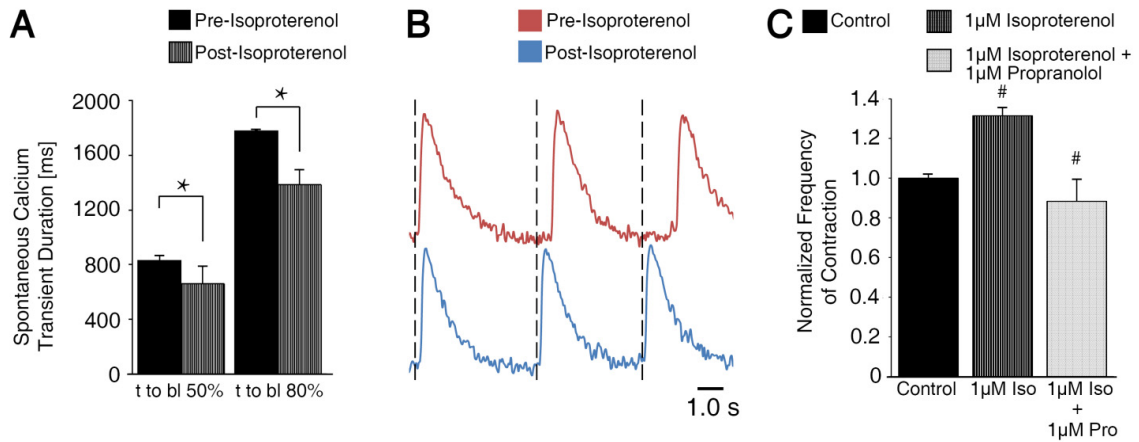 A
Pre-Isoproterenol
Post-Isoproterenol
Spontaneous Calcium
Transient Duration [ms]
2000
1600
1200
800
400
0
*
*
t to bl 50%
t to bl 80%
B
Pre-Isoproterenol
Post-Isoproterenol
1.0 s
C
Control
1µM Isoproterenol
1µM Isoproterenol +
1µM Propranolol
Normalized Frequency
of Contraction
1.4
1.2
1.0
0.8
0.6
0.4
0.2
0
#
#
Control
1µM Iso
1µM Iso
+
1µM Pro